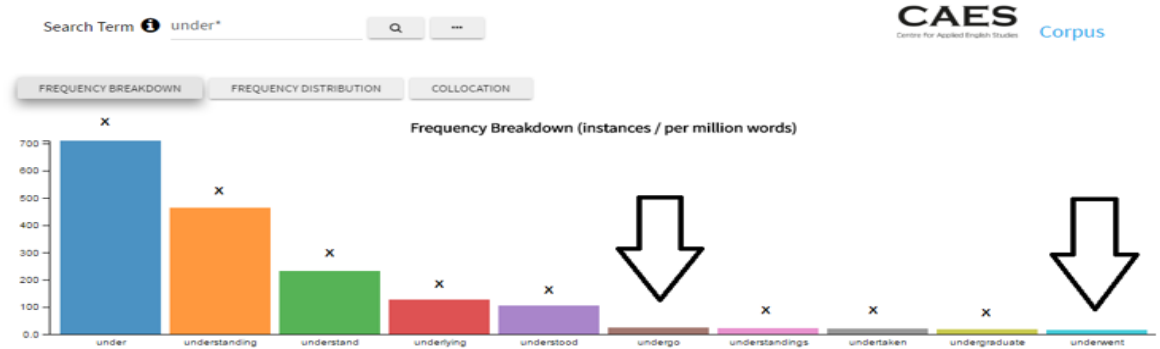 CAES
Search Term under* ... Centre for Applied English Studies Corpus
FREQUENCY BREAKDOWN FREQUENCY DISTRIBUTION COLLOCATION
Frequency Breakdown (instances / per million words)
x
700
600
x
500
400
x
300
200
x
x
x
x
x
100
0.0
under understanding understand underlying understood undergo understandings undertaken undergraduate underwent